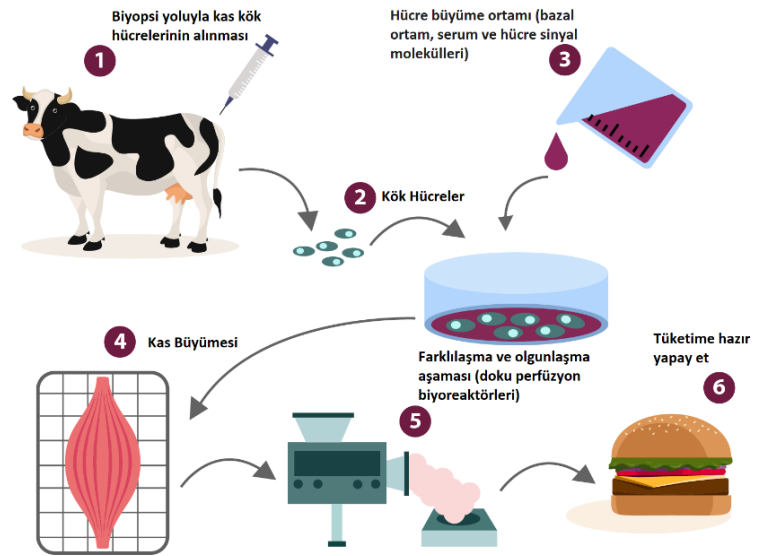 Biyopsi yoluyla kas kök
hücrelerinin alınması
1
Hücre büyüme ortamı (bazal
ortam, serum ve hücre sinyal
molekülleri)
3
2
Kök Hücreler
4
Kas Büyümesi
Farklılaşma ve olgunlaşma
aşaması (doku perfüzyon
biyoreaktörleri)
5
Tüketime hazır
yapay et
6